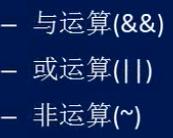 – 与运算(&&)
– 或运算(||)
– 非运算(~)